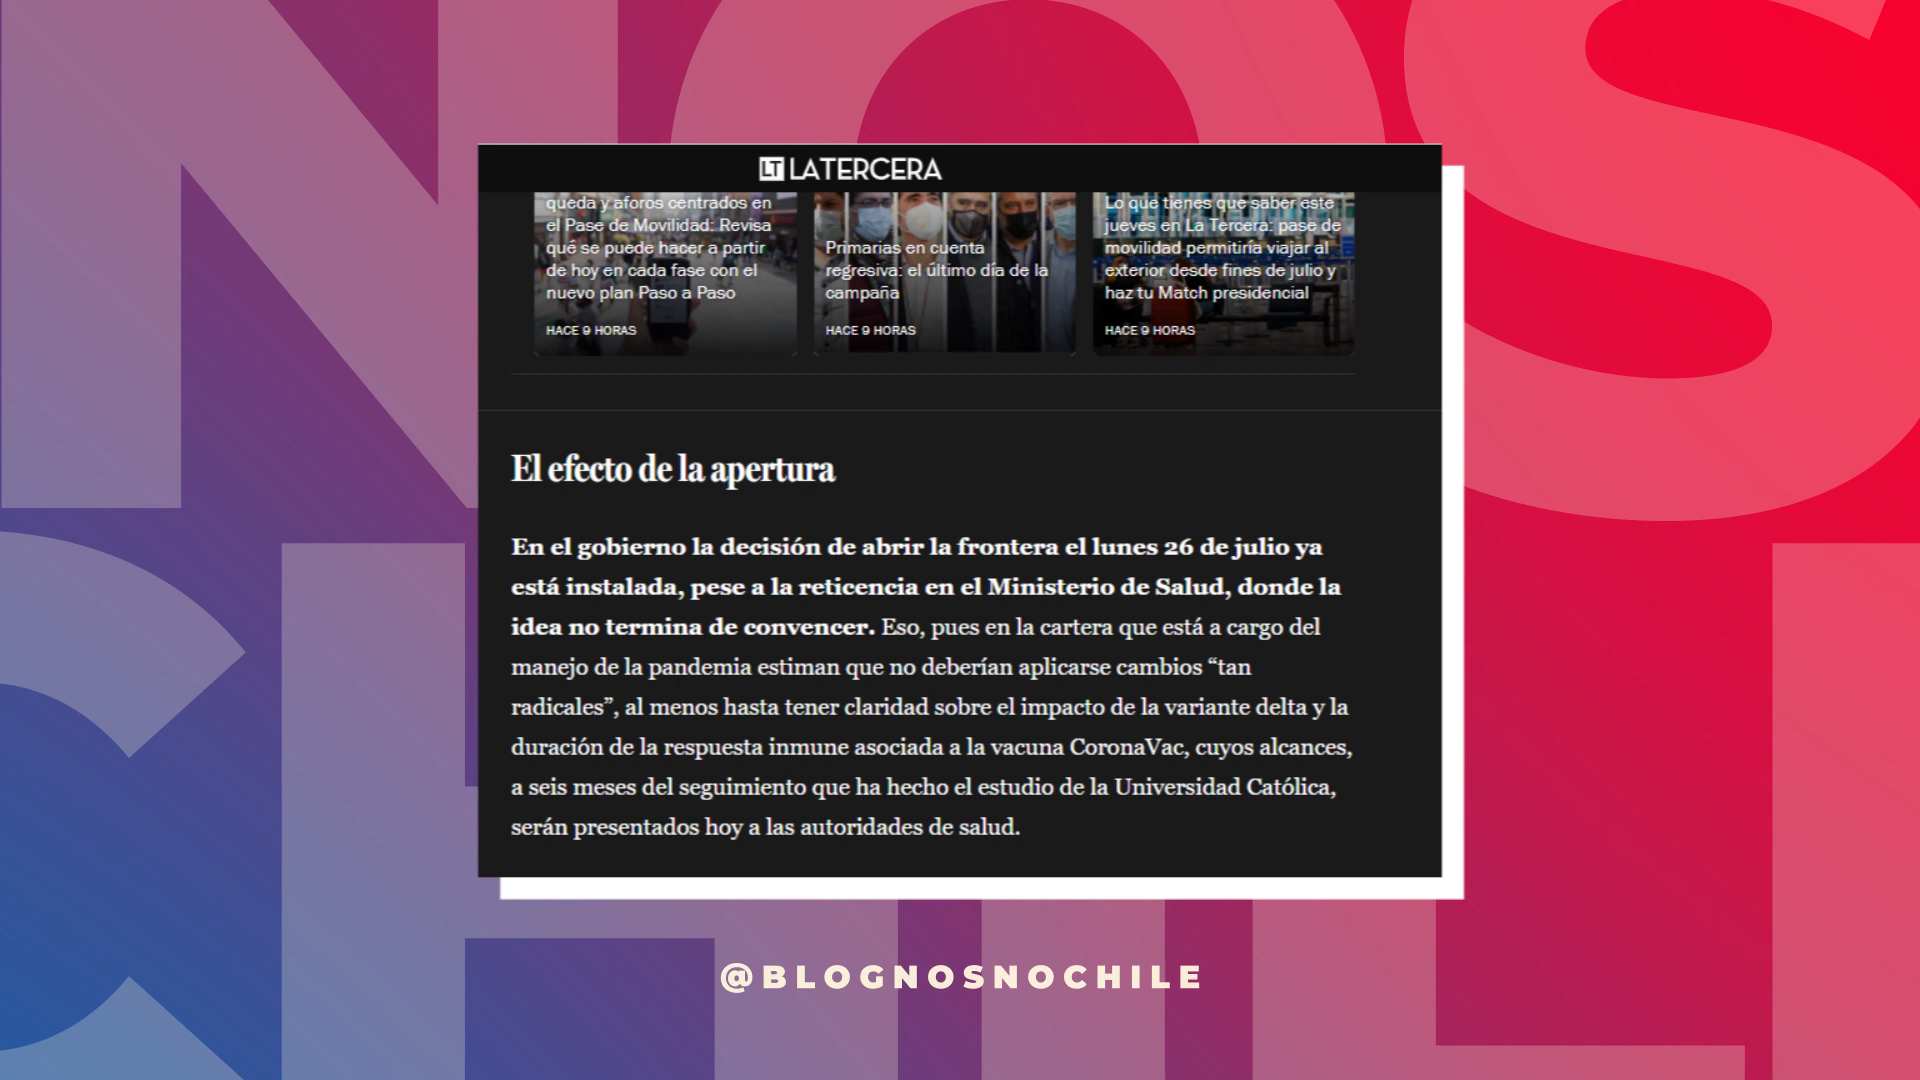 NOS
CHILE
LT LATERCERA
queda y aforos centrados en
el Pase de Movilidad: Revisa
qué se puede hacer a partir
de hoy en cada fase con el
nuevo plan Paso a Paso
HACE 9 HORAS
Primarias en cuenta
regresiva: el último día de la
campaña
HACE 9 HORAS
Lo que tienes que saber este
jueves en La Tercera: pase de
movilidad permitiría viajar al
exterior desde fines de julio y
haz tu Match presidencial
HACE 9 HORAS
El efecto de la apertura
En el gobierno la decisión de abrir la frontera el lunes 26 de julio ya
está instalada, pese a la reticencia en el Ministerio de Salud, donde la
idea no termina de convencer. Eso, pues en la cartera que está a cargo del
manejo de la pandemia estiman que no deberían aplicarse cambios “tan
radicales”, al menos hasta tener claridad sobre el impacto de la variante delta y la
duración de la respuesta inmune asociada a la vacuna CoronaVac, cuyos alcances,
a seis meses del seguimiento que ha hecho el estudio de la Universidad Católica,
serán presentados hoy a las autoridades de salud.
@BLOGNOSNOCHILE